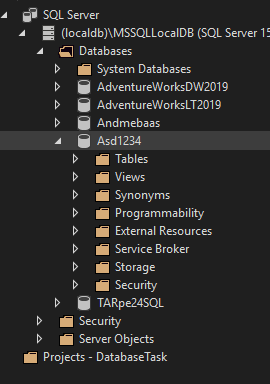 SQL Server
(localdb)\MSSQLLocalDB (SQL Server 15
Databases
System Databases
AdventureWorksDW2019
AdventureWorksLT2019
Andmebaas
Asd1234
Tables
Views
Synonyms
Programmability
External Resources
Service Broker
Storage
Security
TARpe24SQL
Security
Server Objects
Projects - DatabaseTask